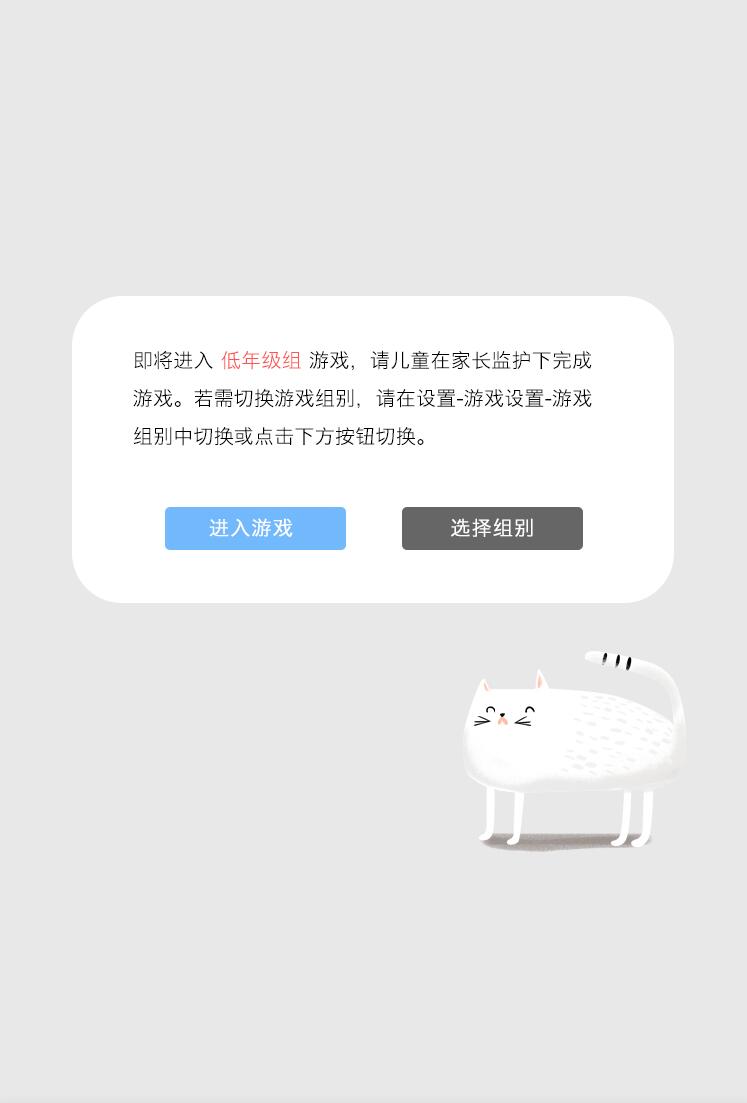 即将进入 低年级组 游戏，请儿童在家长监护下完成
游戏。若需切换游戏组别，请在设置-游戏设置-游戏
组别中切换或点击下方按钮切换。
进入游戏
选择组别